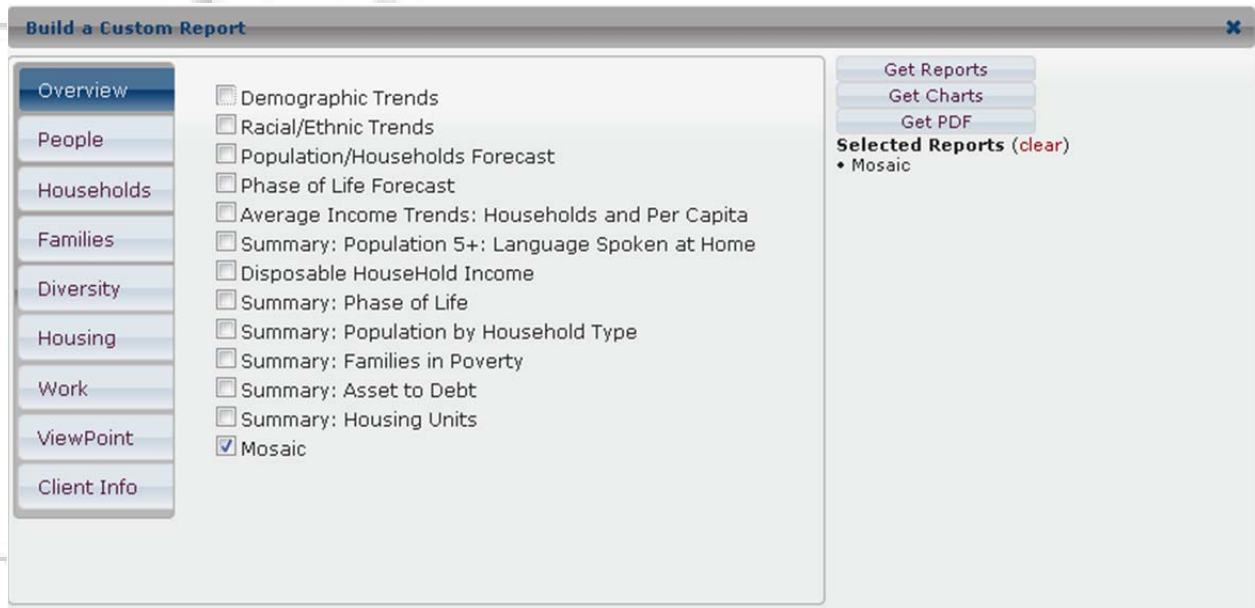 Build a Custom Report
Overview
People
Households
Families
Diversity
Housing
Work
ViewPoint
Client Info
Demographic Trends
Racial/Ethnic Trends
Population/Households Forecast
Phase of Life Forecast
Average Income Trends: Households and Per Capita
Summary: Population 5+: Language Spoken at Home
Disposable HouseHold Income
Summary: Phase of Life
Summary: Population by Household Type
Summary: Families in Poverty
Summary: Asset to Debt
Summary: Housing Units
Mosaic
Get Reports
Get Charts
Get PDF
Selected Reports (clear)
• Mosaic